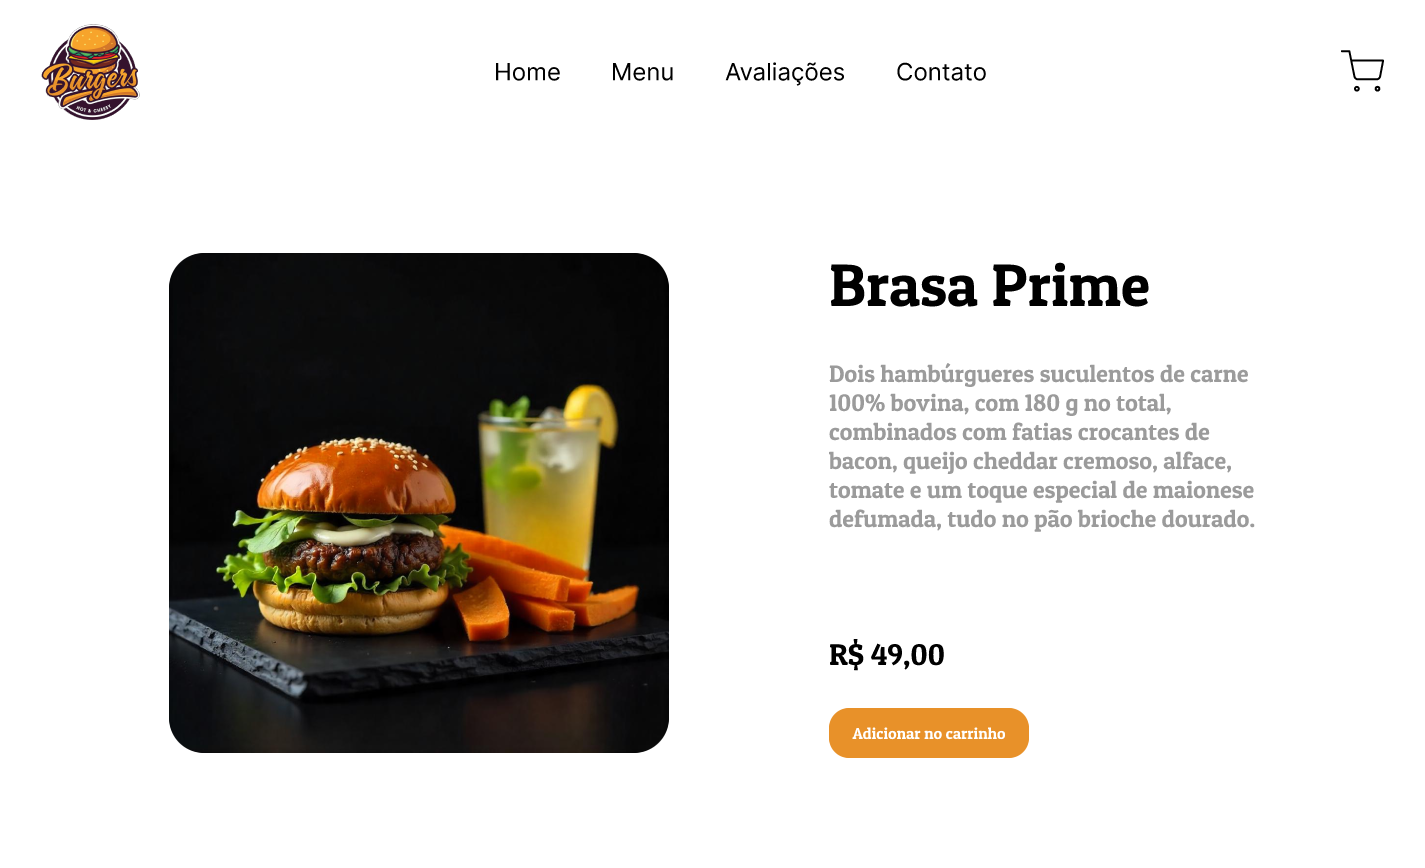 Burgers
HOT & CHEESY
Home
Menu
Avaliações
Contato
Brasa Prime
Dois hambúrgueres suculentos de carne
100% bovina, com 180 g no total,
combinados com fatias crocantes de
bacon, queijo cheddar cremoso, alface,
tomate e um toque especial de maionese
defumada, tudo no pão brioche dourado.
R$ 49,00
Adicionar no carrinho